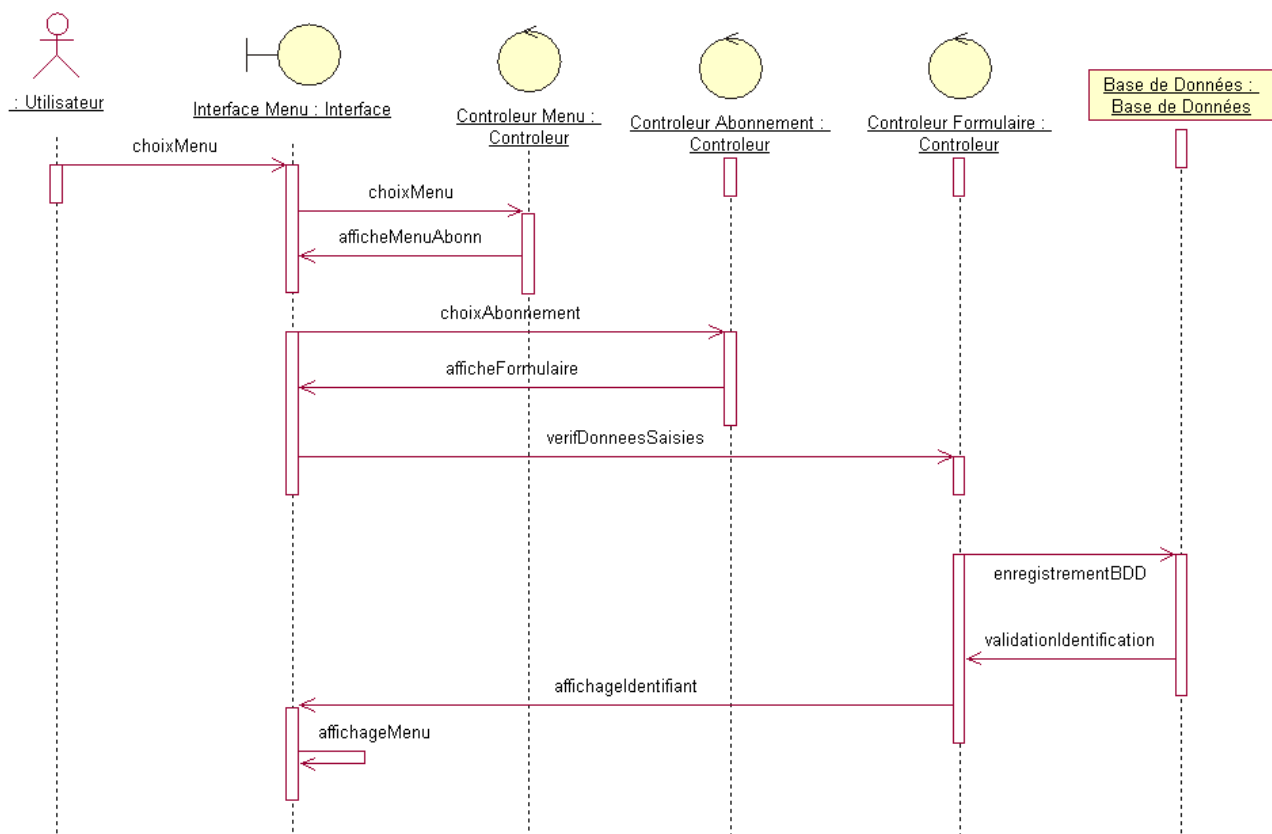 : Utilisateur
Interface Menu : Interface
Controleur Menu :
Controleur
Controleur Abonnement :
Controleur
Controleur Formulaire :
Controleur
Base de Données :
Base de Données
choixMenu
choixMenu
afficheMenuAbonn
choixAbonnement
afficheFormulaire
verifDonneesSaisies
enregistrementBDD
validationIdentification
affichageIdentifiant
affichageMenu